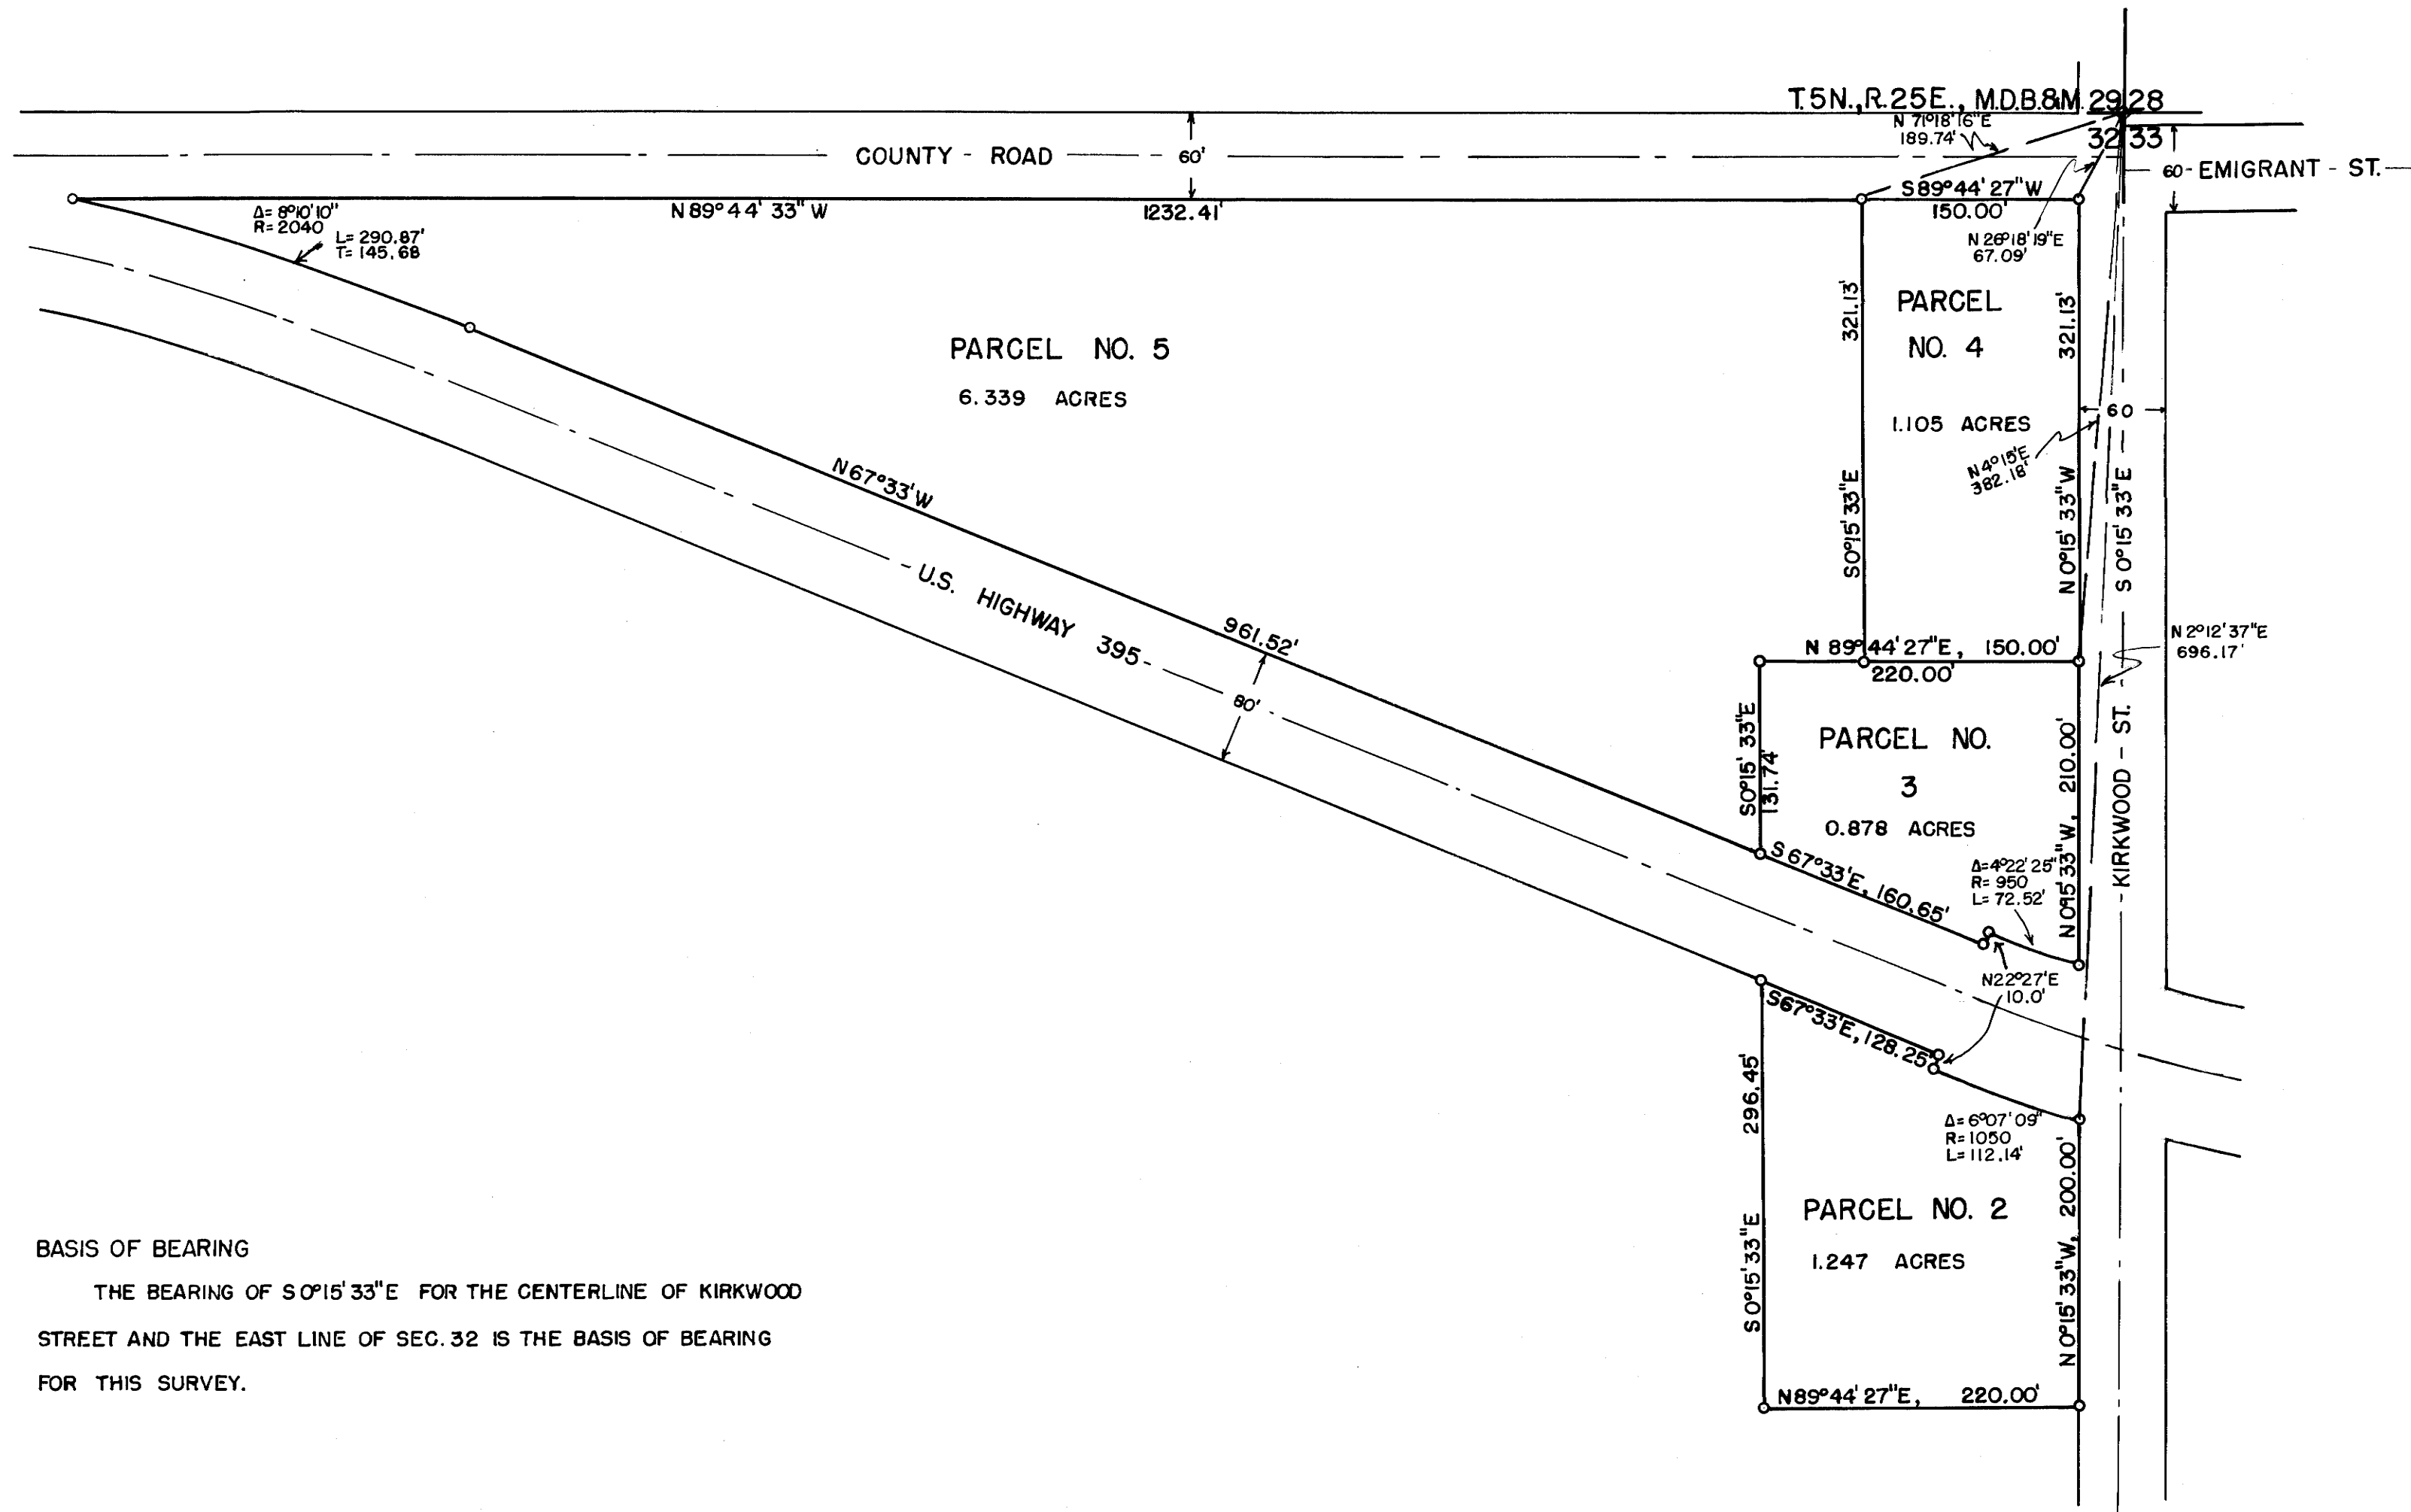 T.5N.,R.25E., M.D.B.&M. 29 28
32 33
N 71°18'16"E
189.74'
COUNTY - ROAD
60'
60 - EMIGRANT - ST.
S89°44'27"W
150.00'
Δ= 8°10'10"
R= 2040
L= 290.87'
T= 145.68
N89°44'33"W
1232.41'
N 26°18'19"E
67.09'
PARCEL
NO. 4
1.105 ACRES
321.13'
321.13'
S0°15'33"E
N 0°15'33"W
PARCEL NO. 5
6.339 ACRES
60
N4°15'E
382.18'
S 0°15'33"E
N67°33'W
961.52'
U.S. HIGHWAY 395
80'
N 2°12'37"E
696.17'
N 89°44'27"E, 150.00'
220.00'
S0°15'33"E
131.74'
PARCEL NO.
3
0.878 ACRES
N 0°15'33"W, 210.00'
KIRKWOOD - ST.
S 67°33'E, 160.65'
Δ=4°22'25"
R= 950
L= 72.52'
N22°27'E
10.0'
S67°33'E, 128.25'
296.45'
S 0°15'33"E
Δ= 6°07'09"
R= 1050
L= 112.14'
PARCEL NO. 2
1.247 ACRES
N 0°15'33"W, 200.00'
N89°44'27"E, 220.00'
BASIS OF BEARING
THE BEARING OF S 0°15'33"E FOR THE CENTERLINE OF KIRKWOOD
STREET AND THE EAST LINE OF SEC. 32 IS THE BASIS OF BEARING
FOR THIS SURVEY.